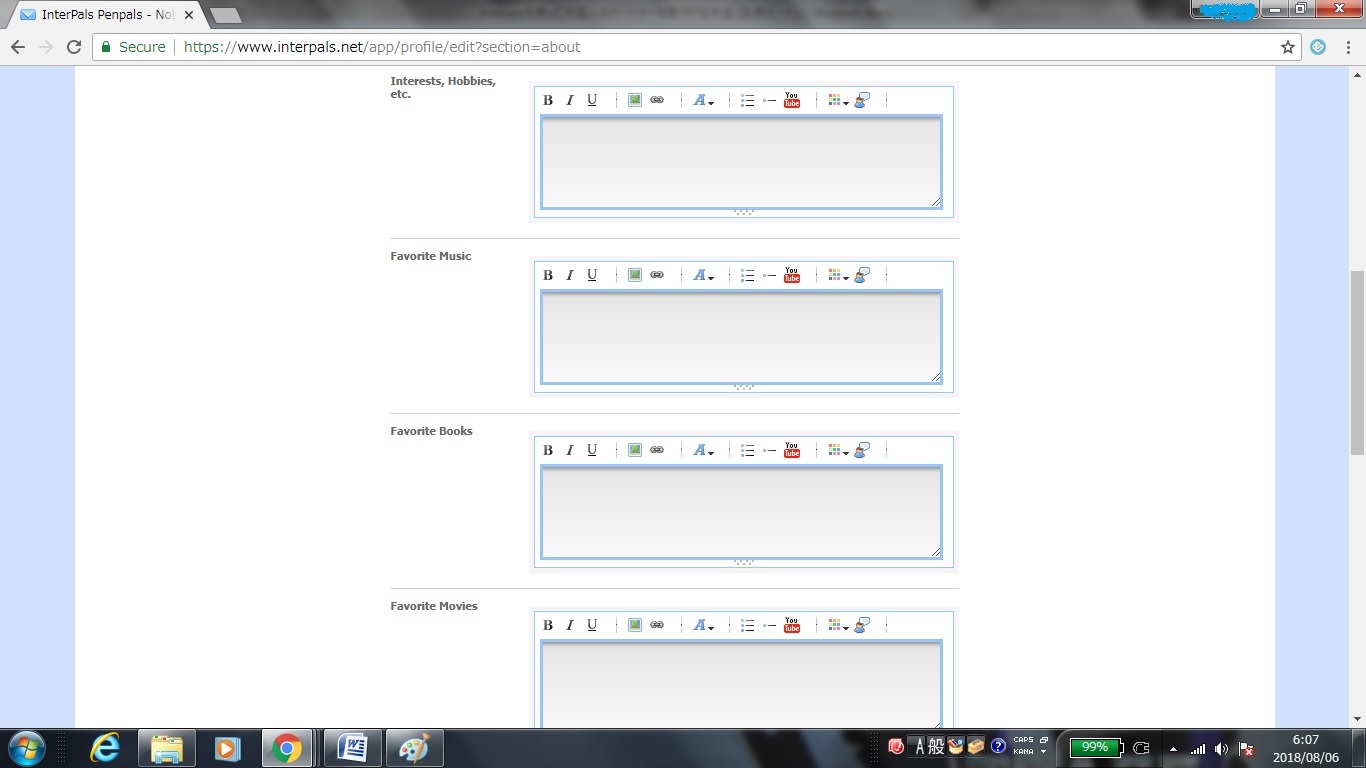 InterPals Penpals - Not
Secure
https://www.interpals.net/app/profile/edit?section=about
Interests, Hobbies,
etc.
B I U A You Tube
Favorite Music
B I U A You Tube
Favorite Books
B I U A You Tube
Favorite Movies
B I U A You Tube
A 般
CAPS
KANA
99%
6:07
2018/08/06